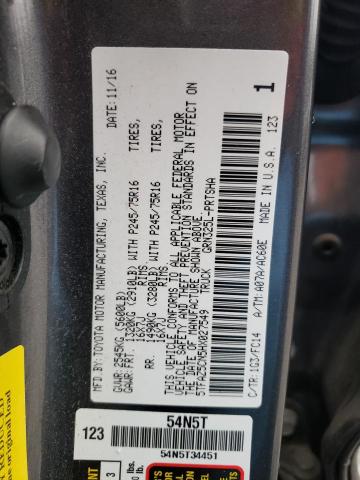 MFD BY: TOYOTA MOTOR MANUFACTURING, TEXAS, INC. DATE: 11/16
GVWR: 2545KG (5600LB)
GAWR: FRT. 1320KG (2910LB) WITH P245/75R16 TIRES,
16X7J RIMS
RR. 1490KG (3280LB) WITH P245/75R16 TIRES,
16X7J RIMS
THIS VEHICLE CONFORMS TO ALL APPLICABLE FEDERAL MOTOR
VEHICLE SAFETY AND THEFT PREVENTION STANDARDS IN EFFECT ON
THE DATE OF MANUFACTURE SHOWN ABOVE.
TRUCK GRN325L-PRTSHA
C/TR: 1G3/FC14 A/TM: A07A/AC60E MADE IN U.S.A. 123
1
123
54N5T
54N5T34451